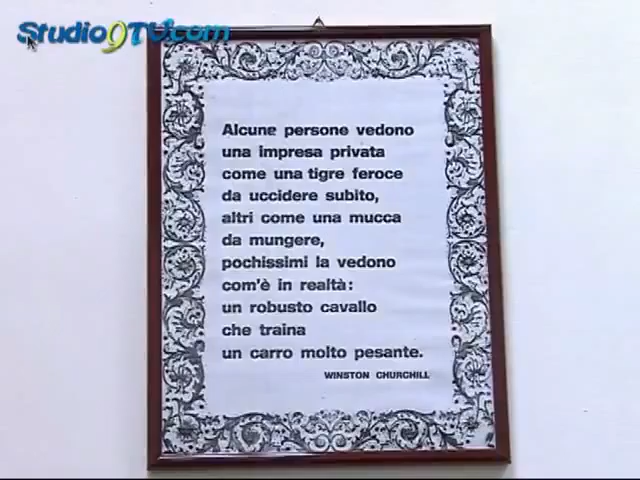 Studio9TV.com
Alcune persone vedono
una impresa privata
come una tigre feroce
da uccidere subito,
altri come una mucca
da mungere,
pochissimi la vedono
com'è in realtà:
un robusto cavallo
che traina
un carro molto pesante.
WINSTON CHURCHILL